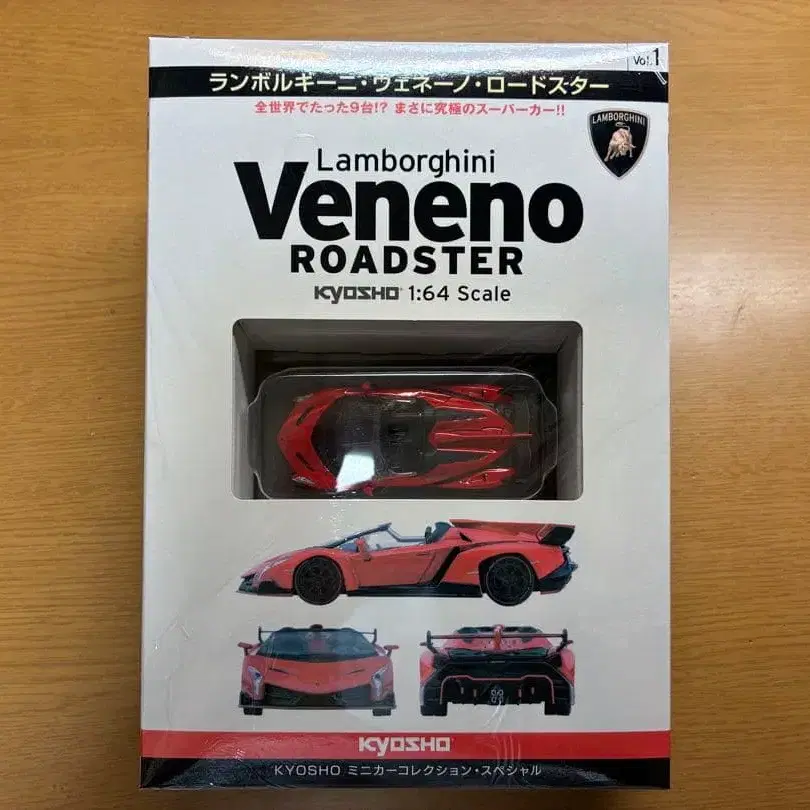 Vol.1
ランボルギーニ・ヴェネーノ・ロードスター
全世界でたった9台!? まさに究極のスーパーカー!!
LAMBORGHINI
Lamborghini
Veneno
ROADSTER
KYOSHO 1:64 Scale
KYOSHO
KYOSHO ミニカーコレクション・スペシャル